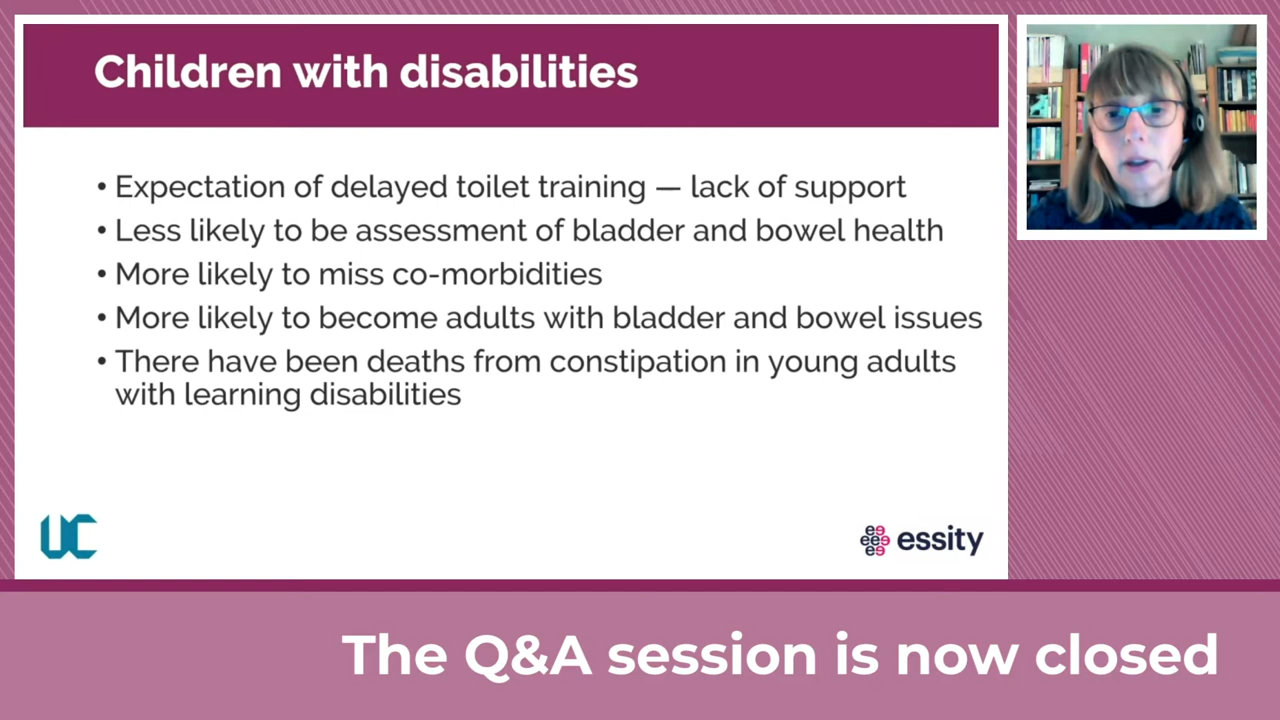 Children with disabilities
• Expectation of delayed toilet training — lack of support
• Less likely to be assessment of bladder and bowel health
• More likely to miss co-morbidities
• More likely to become adults with bladder and bowel issues
• There have been deaths from constipation in young adults
with learning disabilities
UC
essity
The Q&A session is now closed